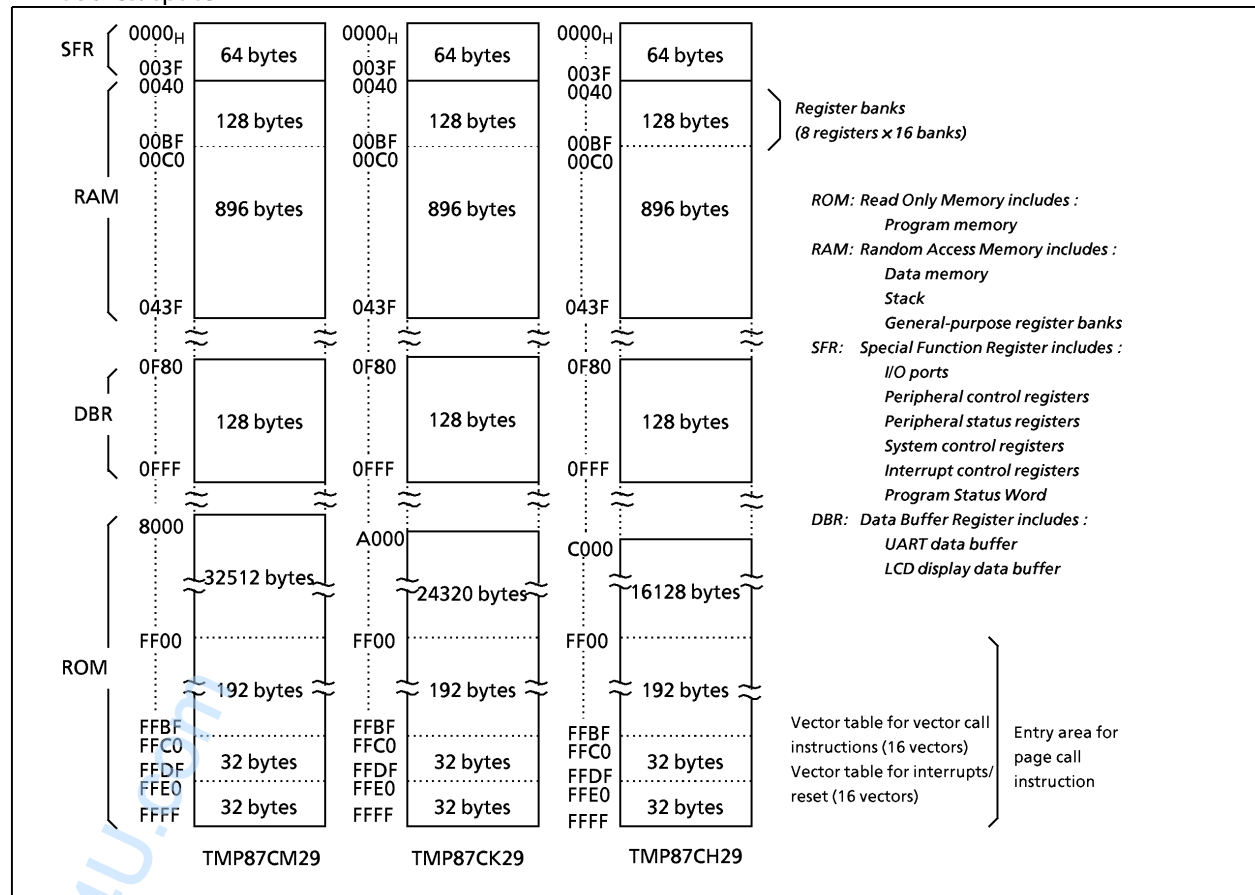 SFR
RAM
DBR
ROM
0000H
003F
0040
00BF
00C0
043F
0F80
0FFF
8000
FF00
FFBF
FFC0
FFDF
FFE0
FFFF
64 bytes
128 bytes
896 bytes
128 bytes
32512 bytes
192 bytes
32 bytes
32 bytes
TMP87CM29
0000H
003F
0040
00BF
00C0
043F
0F80
0FFF
A000
FF00
FFBF
FFC0
FFDF
FFE0
FFFF
64 bytes
128 bytes
896 bytes
128 bytes
24320 bytes
192 bytes
32 bytes
32 bytes
TMP87CK29
0000H
003F
0040
00BF
00C0
043F
0F80
0FFF
C000
FF00
FFBF
FFC0
FFDF
FFE0
FFFF
64 bytes
128 bytes
896 bytes
128 bytes
16128 bytes
192 bytes
32 bytes
32 bytes
TMP87CH29
Register banks
(8 registers × 16 banks)
ROM: Read Only Memory includes :
Program memory
RAM: Random Access Memory includes :
Data memory
Stack
General-purpose register banks
SFR: Special Function Register includes :
I/O ports
Peripheral control registers
Peripheral status registers
System control registers
Interrupt control registers
Program Status Word
DBR: Data Buffer Register includes :
UART data buffer
LCD display data buffer
Vector table for vector call
instructions (16 vectors)
Vector table for interrupts/
reset (16 vectors)
Entry area for
page call
instruction
4U.com